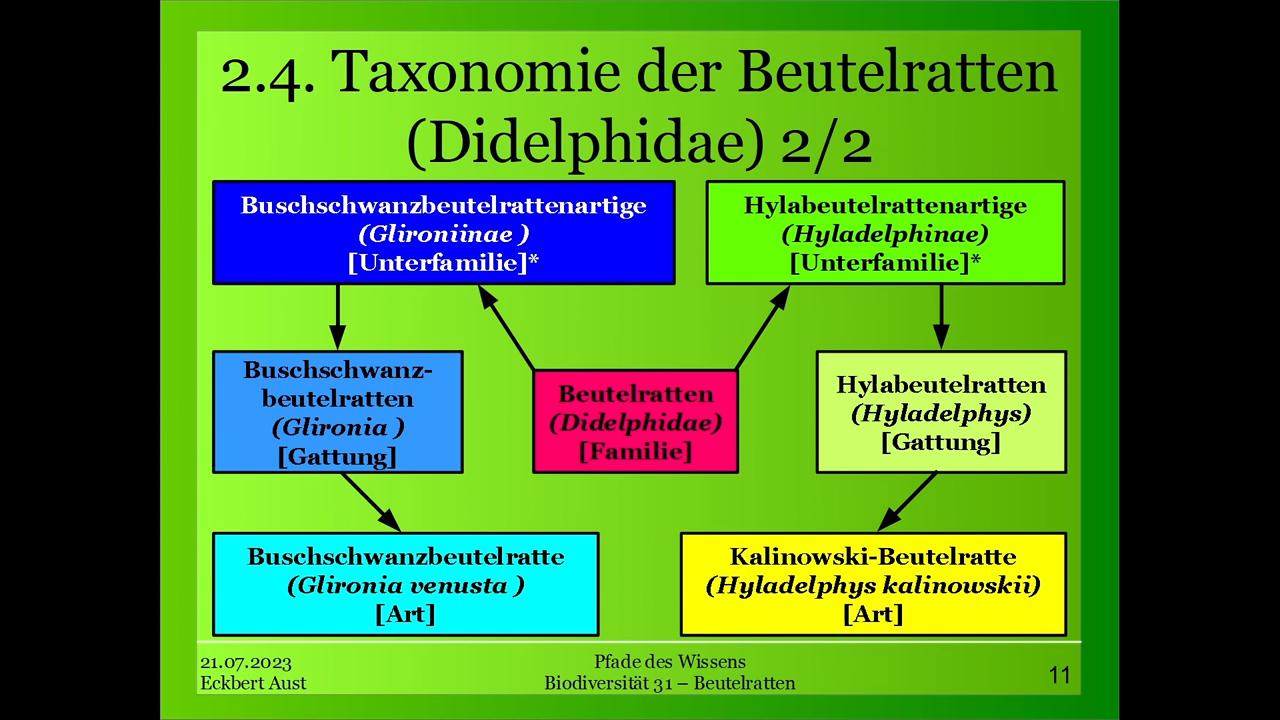 2.4. Taxonomie der Beutelratten
(Didelphidae) 2/2
Buschschwanzbeutelrattenartige
(Glironiinae )
[Unterfamilie]*
Hylabeutelrattenartige
(Hyladelphinae)
[Unterfamilie]*
Buschschwanz-
beutelratten
(Glironia )
[Gattung]
Beutelratten
(Didelphidae)
[Familie]
Hylabeutelratten
(Hyladelphys)
[Gattung]
Buschschwanzbeutelratte
(Glironia venusta )
[Art]
Kalinowski-Beutelratte
(Hyladelphys kalinowskii)
[Art]
21.07.2023
Eckbert Aust
Pfade des Wissens
Biodiversität 31 – Beutelratten
11